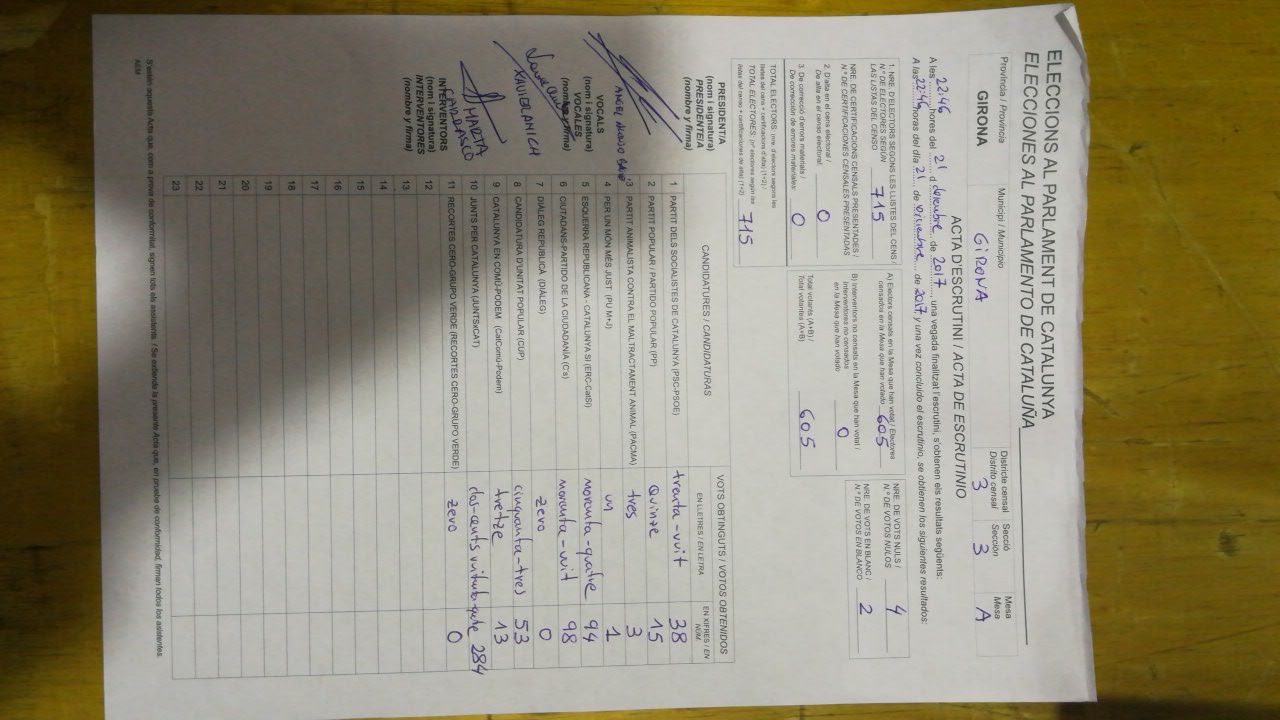 ELECCIONS AL PARLAMENT DE CATALUNYA
ELECCIONES AL PARLAMENTO DE CATALUÑA
Província / Provincia
GIRONA
Municipi / Municipio
GIRONA
Districte censal
Distrito censal
3
Secció
Sección
3
Mesa
Mesa
A
ACTA D'ESCRUTINI / ACTA DE ESCRUTINIO
A les 22:46 hores del 21 d desembre de 2017, una vegada finalitzat l'escrutini, s'obtenen els resultats següents:
A las 22:46 horas del día 21 de diciembre de 2017 y una vez concluido el escrutinio, se obtienen los siguientes resultados:
1. NRE. D'ELECTORS SEGONS LES LLISTES DEL CENS /
N.º DE ELECTORES SEGÚN
LAS LISTAS DEL CENSO
715
NRE. DE CERTIFICACIONS CENSALS PRESENTADES /
N.º DE CERTIFICACIONES CENSALES PRESENTADAS
2. D'alta en el cens electoral /
De alta en el censo electoral
0
3. De correcció d'errors materials /
De corrección de errores materiales:
0
TOTAL ELECTORS: (nre. d'electors segons les
llistes del cens + certificacions d'alta) (1+2) /
TOTAL ELECTORES: (nº electores según las
listas del censo + certificaciones de alta) (1+2)
715
A) Electors censats en la Mesa que han votat / Electores
censados en la Mesa que han votado
605
B) Interventors no censats en la Mesa que han votat /
Interventores no censados
en la Mesa que han votado
0
Total votants (A+B) /
Total votantes (A+B)
605
NRE. DE VOTS NULS /
N.º DE VOTOS NULOS
4
NRE. DE VOTS EN BLANC /
N.º DE VOTOS EN BLANCO
2
PRESIDENT/A
(nom i signatura)
PRESIDENTE/A
(nombre y firma)
VOCALS
(nom i signatura)
VOCALES
(nombre y firma)
XAVIER
INTERVENTORS
(nom i signatura)
INTERVENTORES
(nombre y firma)
MARTA
CANDIDATURES / CANDIDATURAS
VOTS OBTINGUTS / VOTOS OBTENIDOS
EN LLETRES / EN LETRA
EN XIFRES / EN NÚM.
1 PARTIT DELS SOCIALISTES DE CATALUNYA (PSC-PSOE) trenta-vuit 38
2 PARTIT POPULAR / PARTIDO POPULAR (PP) Quinze 15
3 PARTIT ANIMALISTA CONTRA EL MALTRACTAMENT ANIMAL (PACMA) tres 3
4 PER UN MÓN MÉS JUST (PUM+J) un 1
5 ESQUERRA REPUBLICANA - CATALUNYA SÍ (ERC-CatSí) noranta-quatre 94
6 CIUTADANS-PARTIDO DE LA CIUDADANÍA (C's) noranta-vuit 98
7 DIÀLEG REPUBLICÀ (DIÀLEG) zero 0
8 CANDIDATURA D'UNITAT POPULAR (CUP) cinquanta-tres 53
9 CATALUNYA EN COMÚ-PODEM (CatComú-Podem) tretze 13
10 JUNTS PER CATALUNYA (JUNTSxCAT) dos-cents vuitanta-quatre 284
11 RECORTES CERO-GRUPO VERDE (RECORTES CERO-GRUPO VERDE) zero 0
12
13
14
15
16
17
18
19
20
21
22
23
S'estén aquesta Acta que, com a prova de conformitat, signen tots els assistents. / Se extiende la presente Acta que, en prueba de conformidad, firman todos los asistentes.